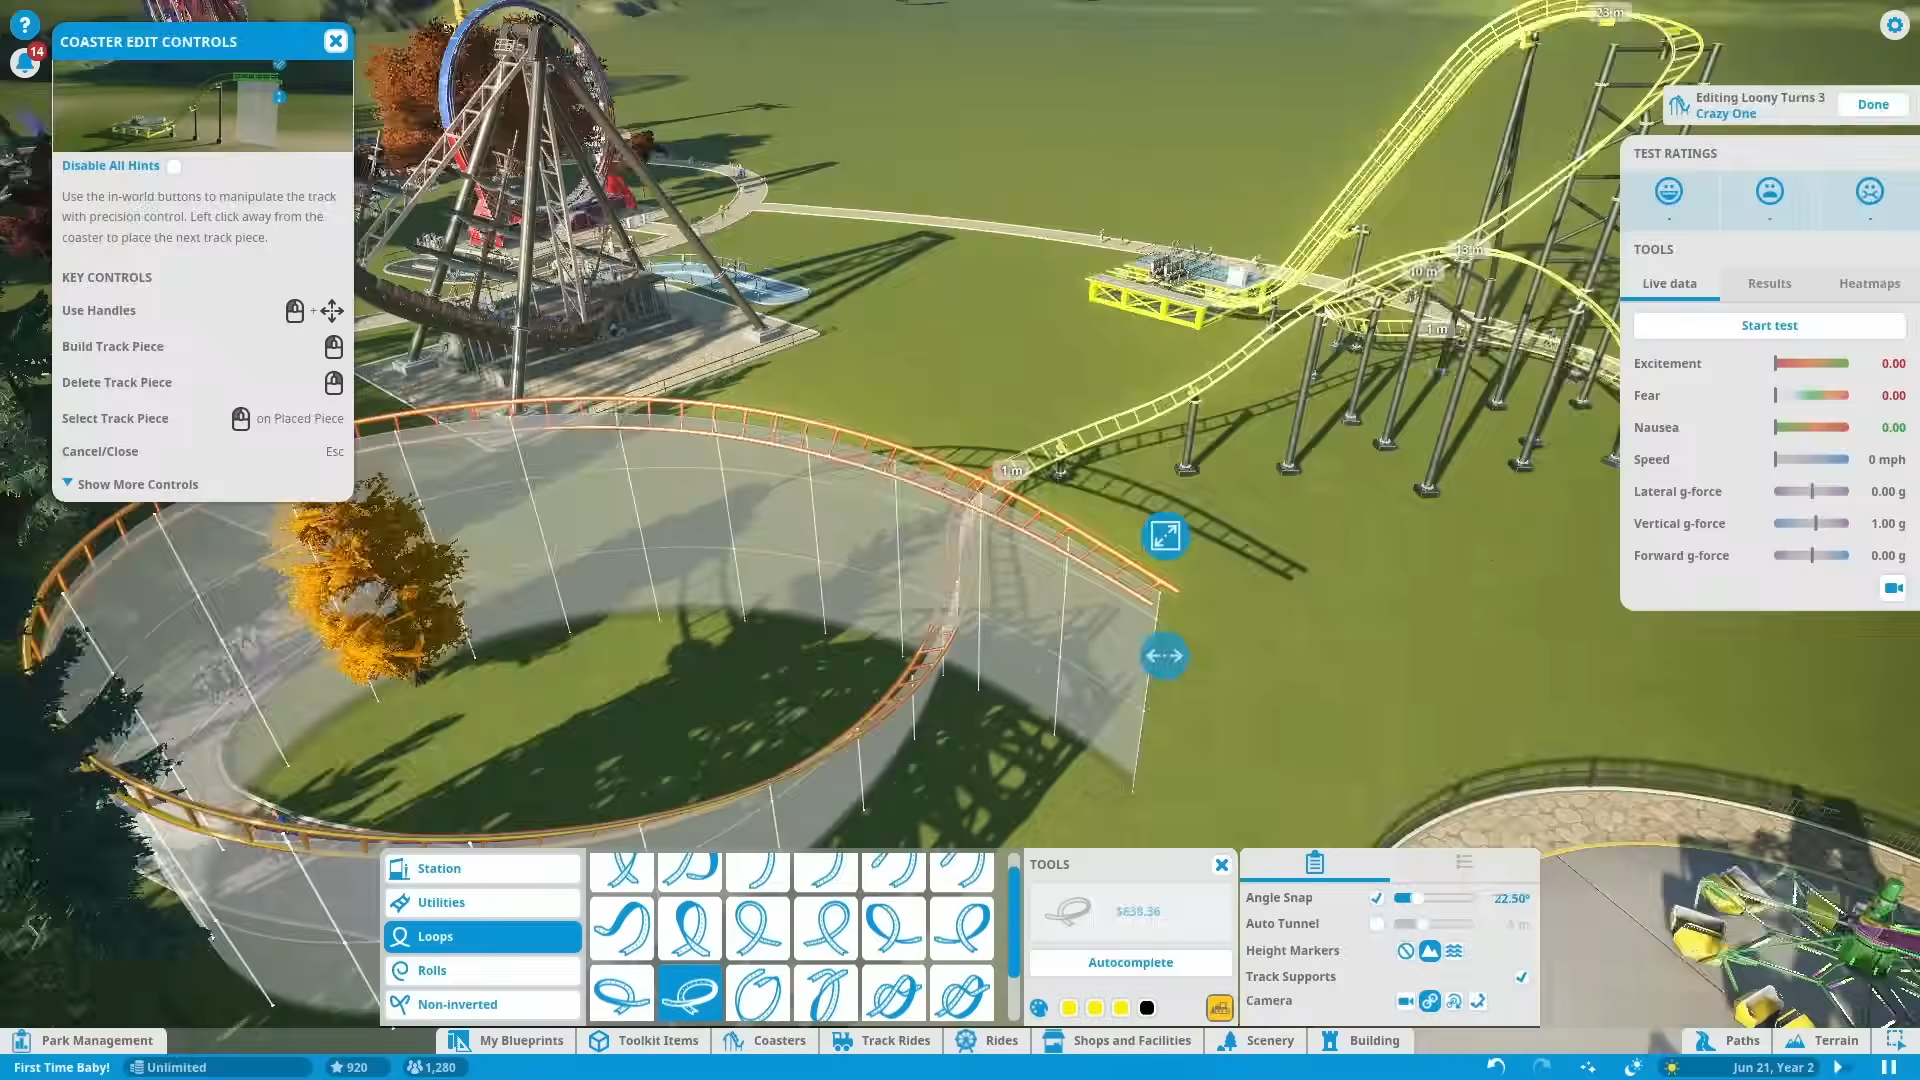 ?
14
COASTER EDIT CONTROLS
Disable All Hints
Use the in-world buttons to manipulate the track
with precision control. Left click away from the
coaster to place the next track piece.
KEY CONTROLS
Use Handles +
Build Track Piece
Delete Track Piece
Select Track Piece on Placed Piece
Cancel/Close Esc
Show More Controls
23 m
13 m
10 m
1 m
1 m
Editing Loony Turns 3
Crazy One
Done
TEST RATINGS
- - -
TOOLS
Live data Results Heatmaps
Start test
Excitement 0.00
Fear 0.00
Nausea 0.00
Speed 0 mph
Lateral g-force 0.00 g
Vertical g-force 1.00 g
Forward g-force 0.00 g
Station
Utilities
Loops
Rolls
Non-inverted
TOOLS
$638.36
Autocomplete
Angle Snap 22.50°
Auto Tunnel 4 m
Height Markers
Track Supports
Camera
Park Management My Blueprints Toolkit Items Coasters Track Rides Rides Shops and Facilities Scenery Building Paths Terrain
First Time Baby! Unlimited 920 1,280 Jun 21, Year 2